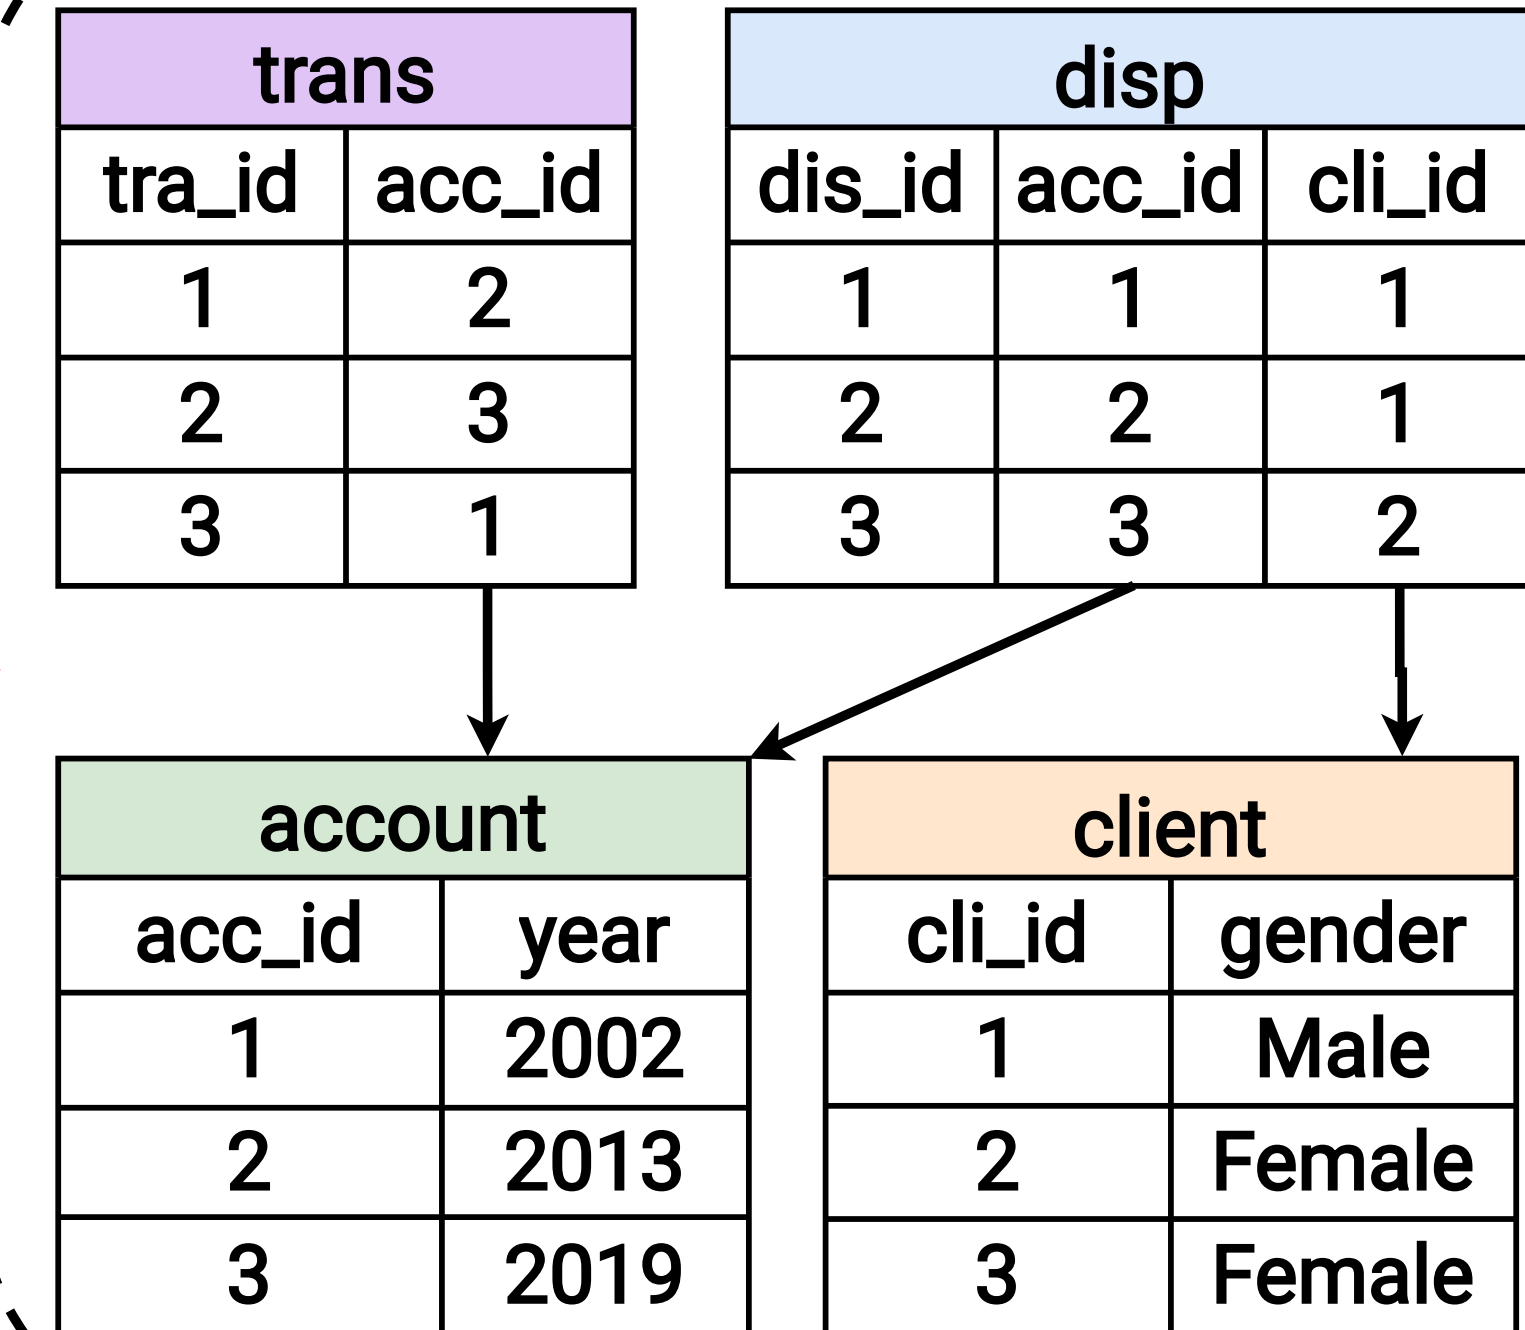 trans
tra_id acc_id
1 2
2 3
3 1
disp
dis_id acc_id cli_id
1 1 1
2 2 1
3 3 2
account
acc_id year
1 2002
2 2013
3 2019
client
cli_id gender
1 Male
2 Female
3 Female